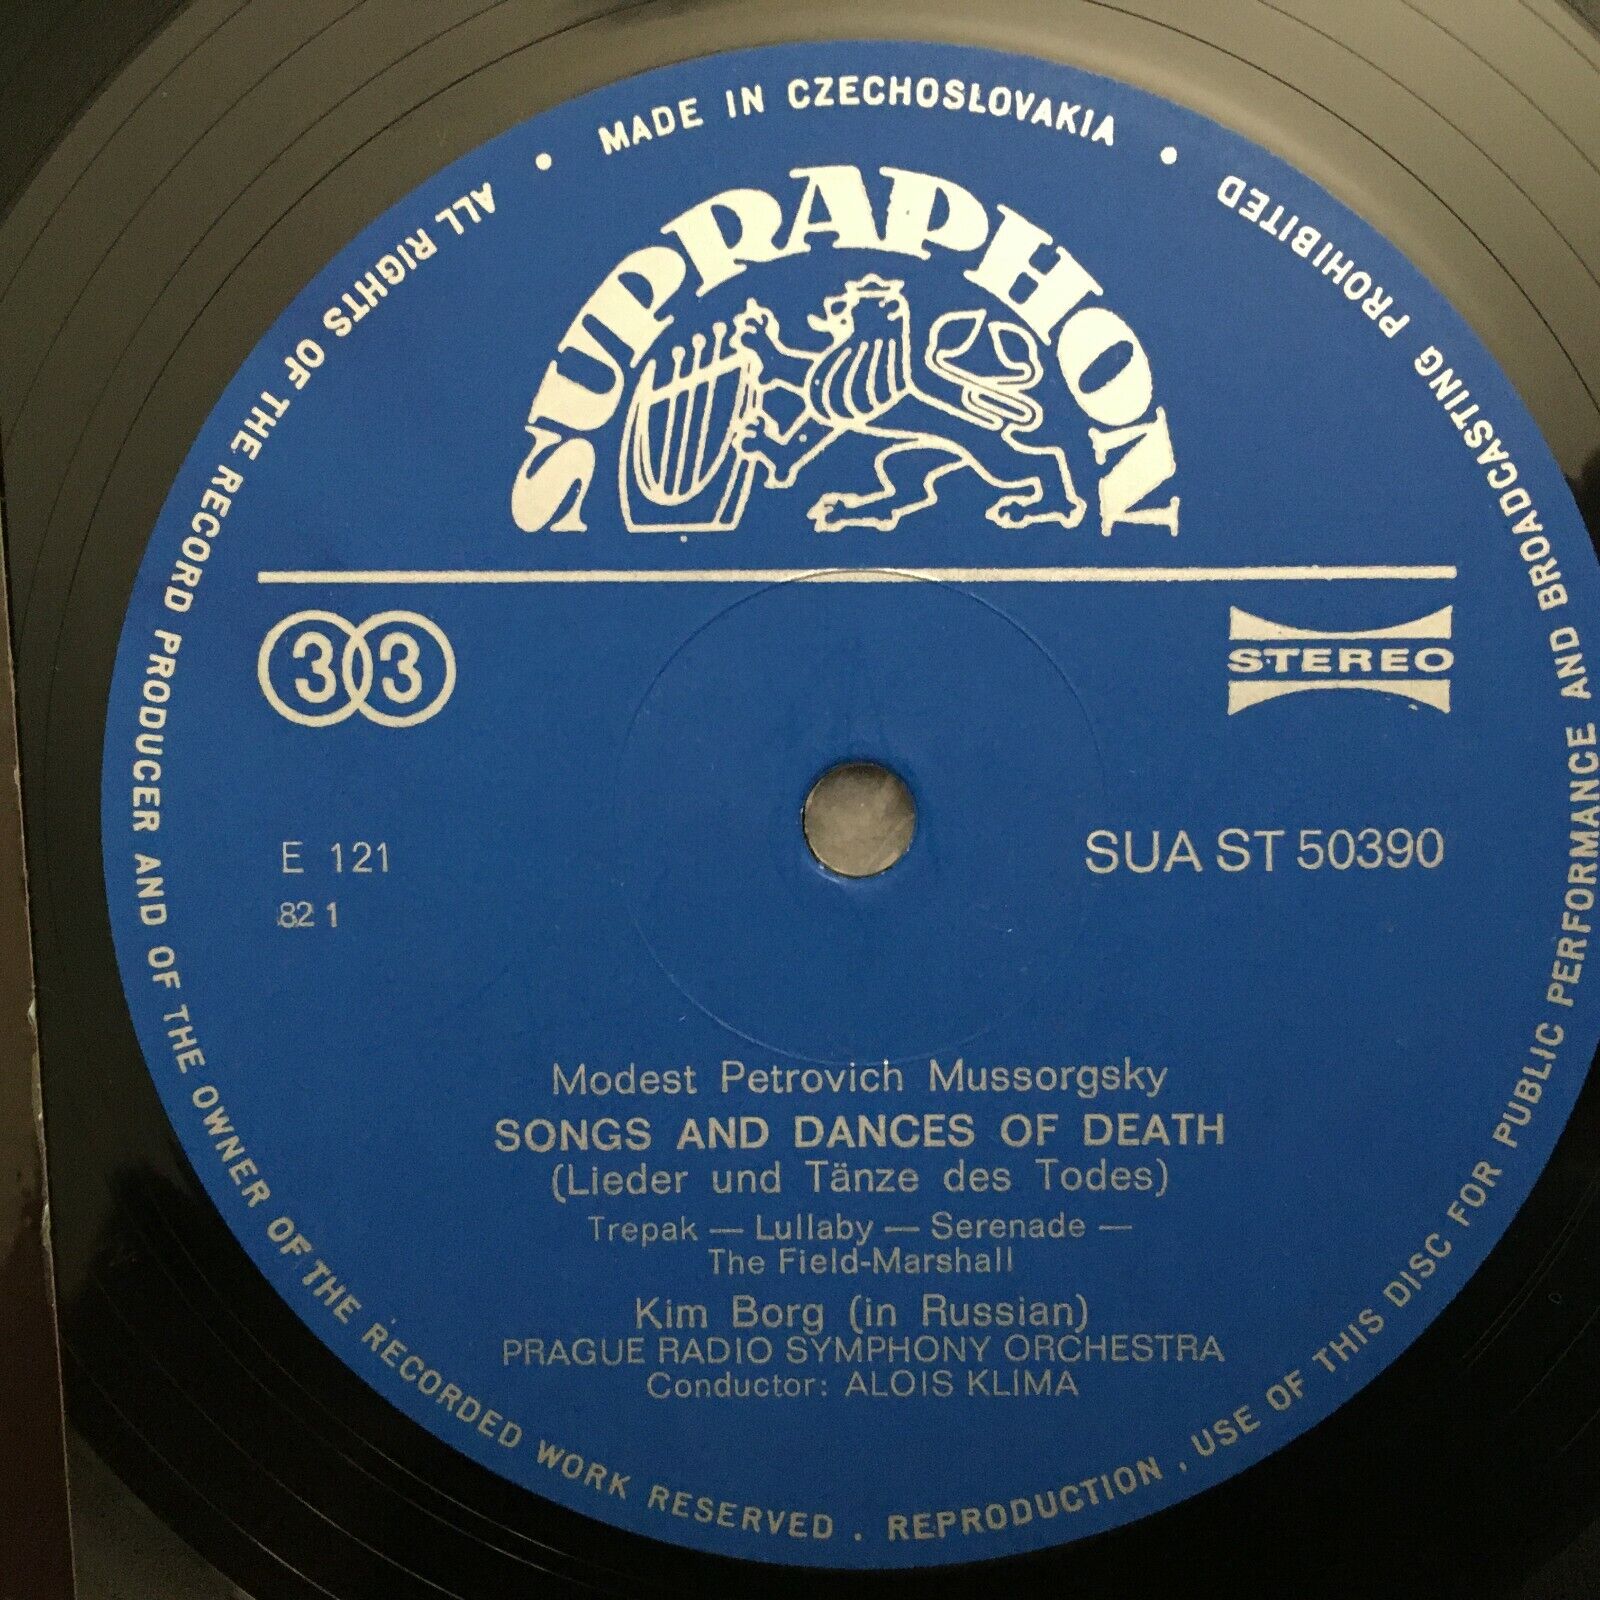 MADE IN CZECHOSLOVAKIA •
ALL RIGHTS OF THE RECORD PRODUCER AND OF THE OWNER OF THE RECORDED WORK RESERVED . REPRODUCTION , USE OF THIS DISC FOR PUBLIC PERFORMANCE AND BROADCASTING PROHIBITED •
SUPRAPHON
33
STEREO
E 121
SUA ST 50390
82 1
Modest Petrovich Mussorgsky
SONGS AND DANCES OF DEATH
(Lieder und Tänze des Todes)
Trepak — Lullaby — Serenade —
The Field-Marshall
Kim Borg (in Russian)
PRAGUE RADIO SYMPHONY ORCHESTRA
Conductor: ALOIS KLIMA